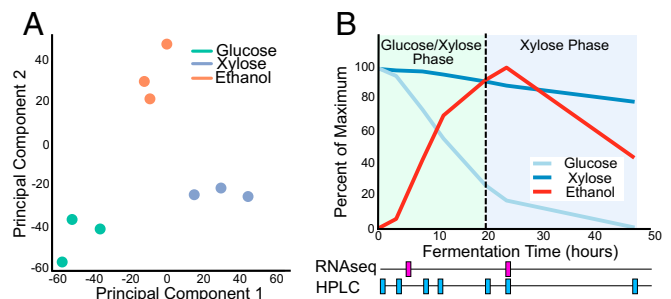 A
Principal Component 2
40
20
0
-20
-40
-60
Glucose
Xylose
Ethanol
-60 -40 -20 0 20 40 60
Principal Component 1
B
Percent of Maximum
Glucose/Xylose
Phase
Xylose Phase
100
80
60
40
20
0
Glucose
Xylose
Ethanol
0 10 20 30 40 50
Fermentation Time (hours)
RNAseq
HPLC